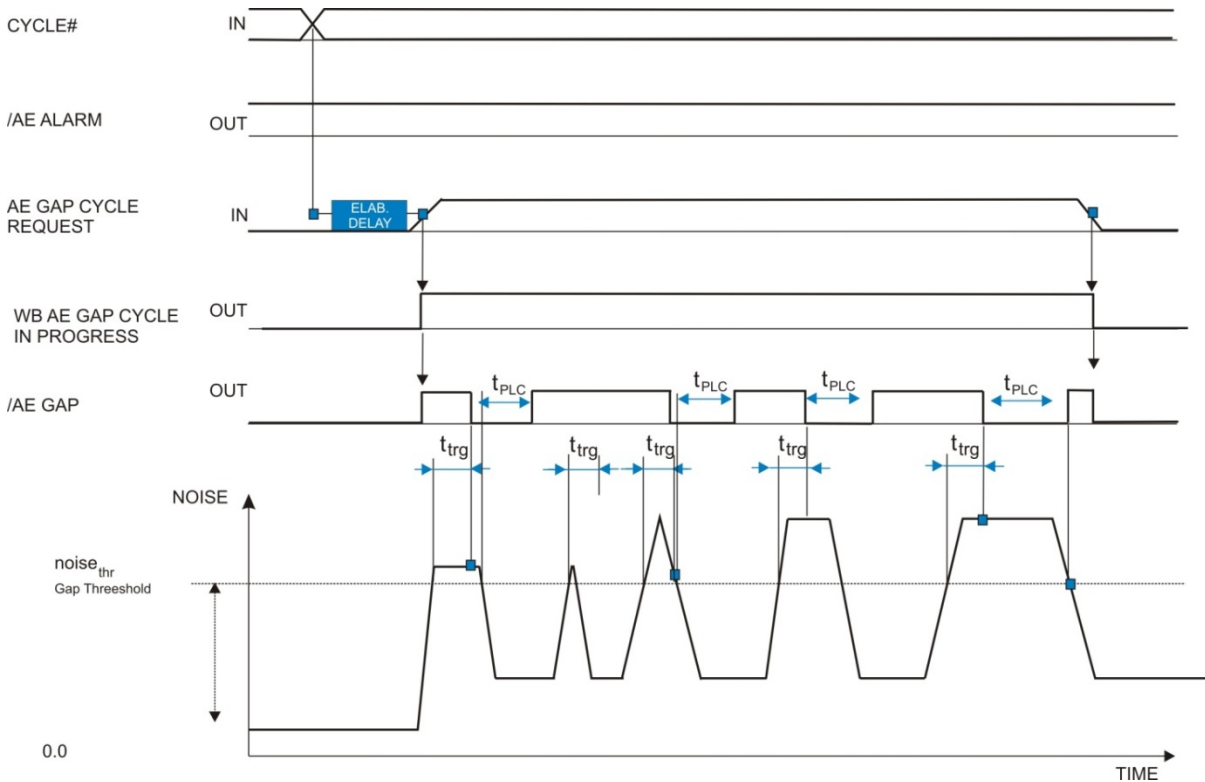 CYCLE# IN
/AE ALARM OUT
AE GAP CYCLE
REQUEST IN
ELAB.
DELAY
WB AE GAP CYCLE
IN PROGRESS OUT
/AE GAP OUT
tPLC tPLC tPLC tPLC
ttrg ttrg ttrg ttrg ttrg
NOISE
noisethr
Gap Threeshold
0.0
TIME